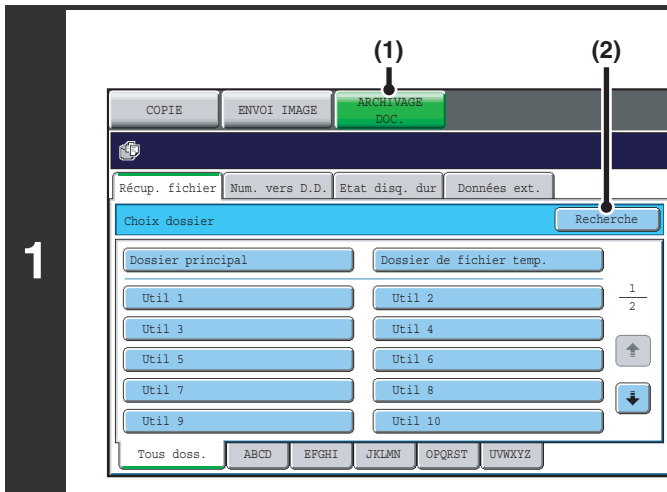 1
(1) (2)
COPIE ENVOI IMAGE ARCHIVAGE
DOC.
Récup. fichier Num. vers D.D. Etat disq. dur Données ext.
Choix dossier Recherche
Dossier principal Dossier de fichier temp.
Util 1 Util 2 1
2
Util 3 Util 4
Util 5 Util 6
Util 7 Util 8
Util 9 Util 10
Tous doss. ABCD EFGHI JKLMN OPQRST UVWXYZ